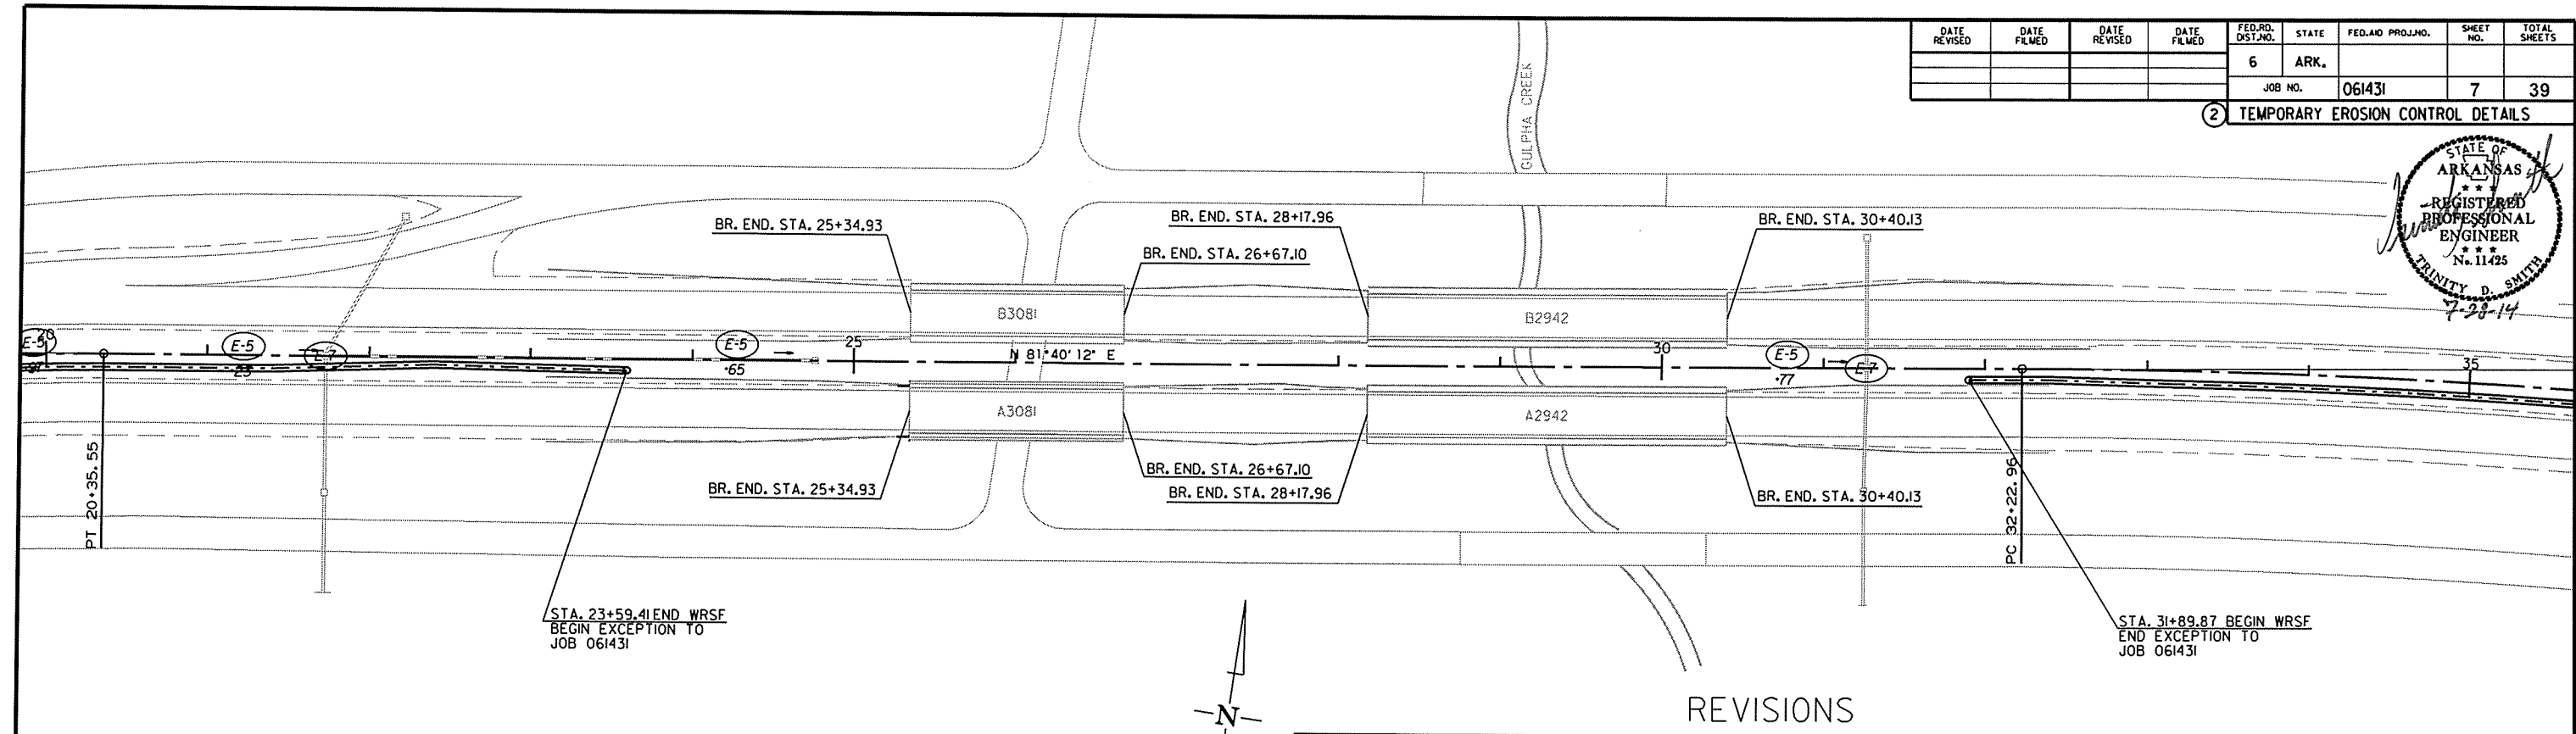 DATE REVISED
DATE FILMED
DATE REVISED
DATE FILMED
FED.RD. DIST.NO.
STATE
FED.AID PROJ.NO.
SHEET NO.
TOTAL SHEETS
6
ARK.
JOB NO.
061431
7
39
2 TEMPORARY EROSION CONTROL DETAILS
STATE OF
ARKANSAS
★ ★ ★
REGISTERED
PROFESSIONAL
ENGINEER
★ ★ ★
No. 11425
TRINITY D. SMITH
7-28-14
GULPHA CREEK
BR. END. STA. 25+34.93
BR. END. STA. 28+17.96
BR. END. STA. 26+67.10
BR. END. STA. 30+40.13
B3081
B2942
E-5
20
E-5
E-7
E-5
25
N 81°40'12" E
30
E-5
E-7
35
25
+65
+77
A3081
A2942
PT 20+35.55
BR. END. STA. 25+34.93
BR. END. STA. 26+67.10
BR. END. STA. 28+17.96
BR. END. STA. 30+40.13
PC 32+22.96
STA. 23+59.41 END WRSF
BEGIN EXCEPTION TO
JOB 061431
STA. 31+89.87 BEGIN WRSF
END EXCEPTION TO
JOB 061431
N
REVISIONS